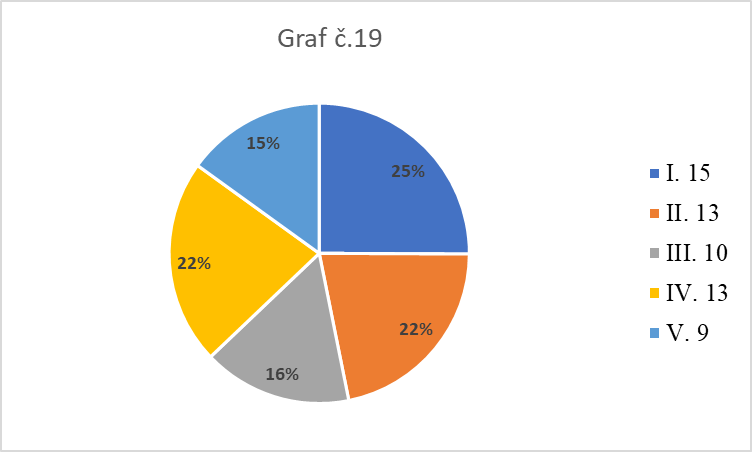 Graf č.19
15%
25%
22%
22%
16%
I. 15
II. 13
III. 10
IV. 13
V. 9